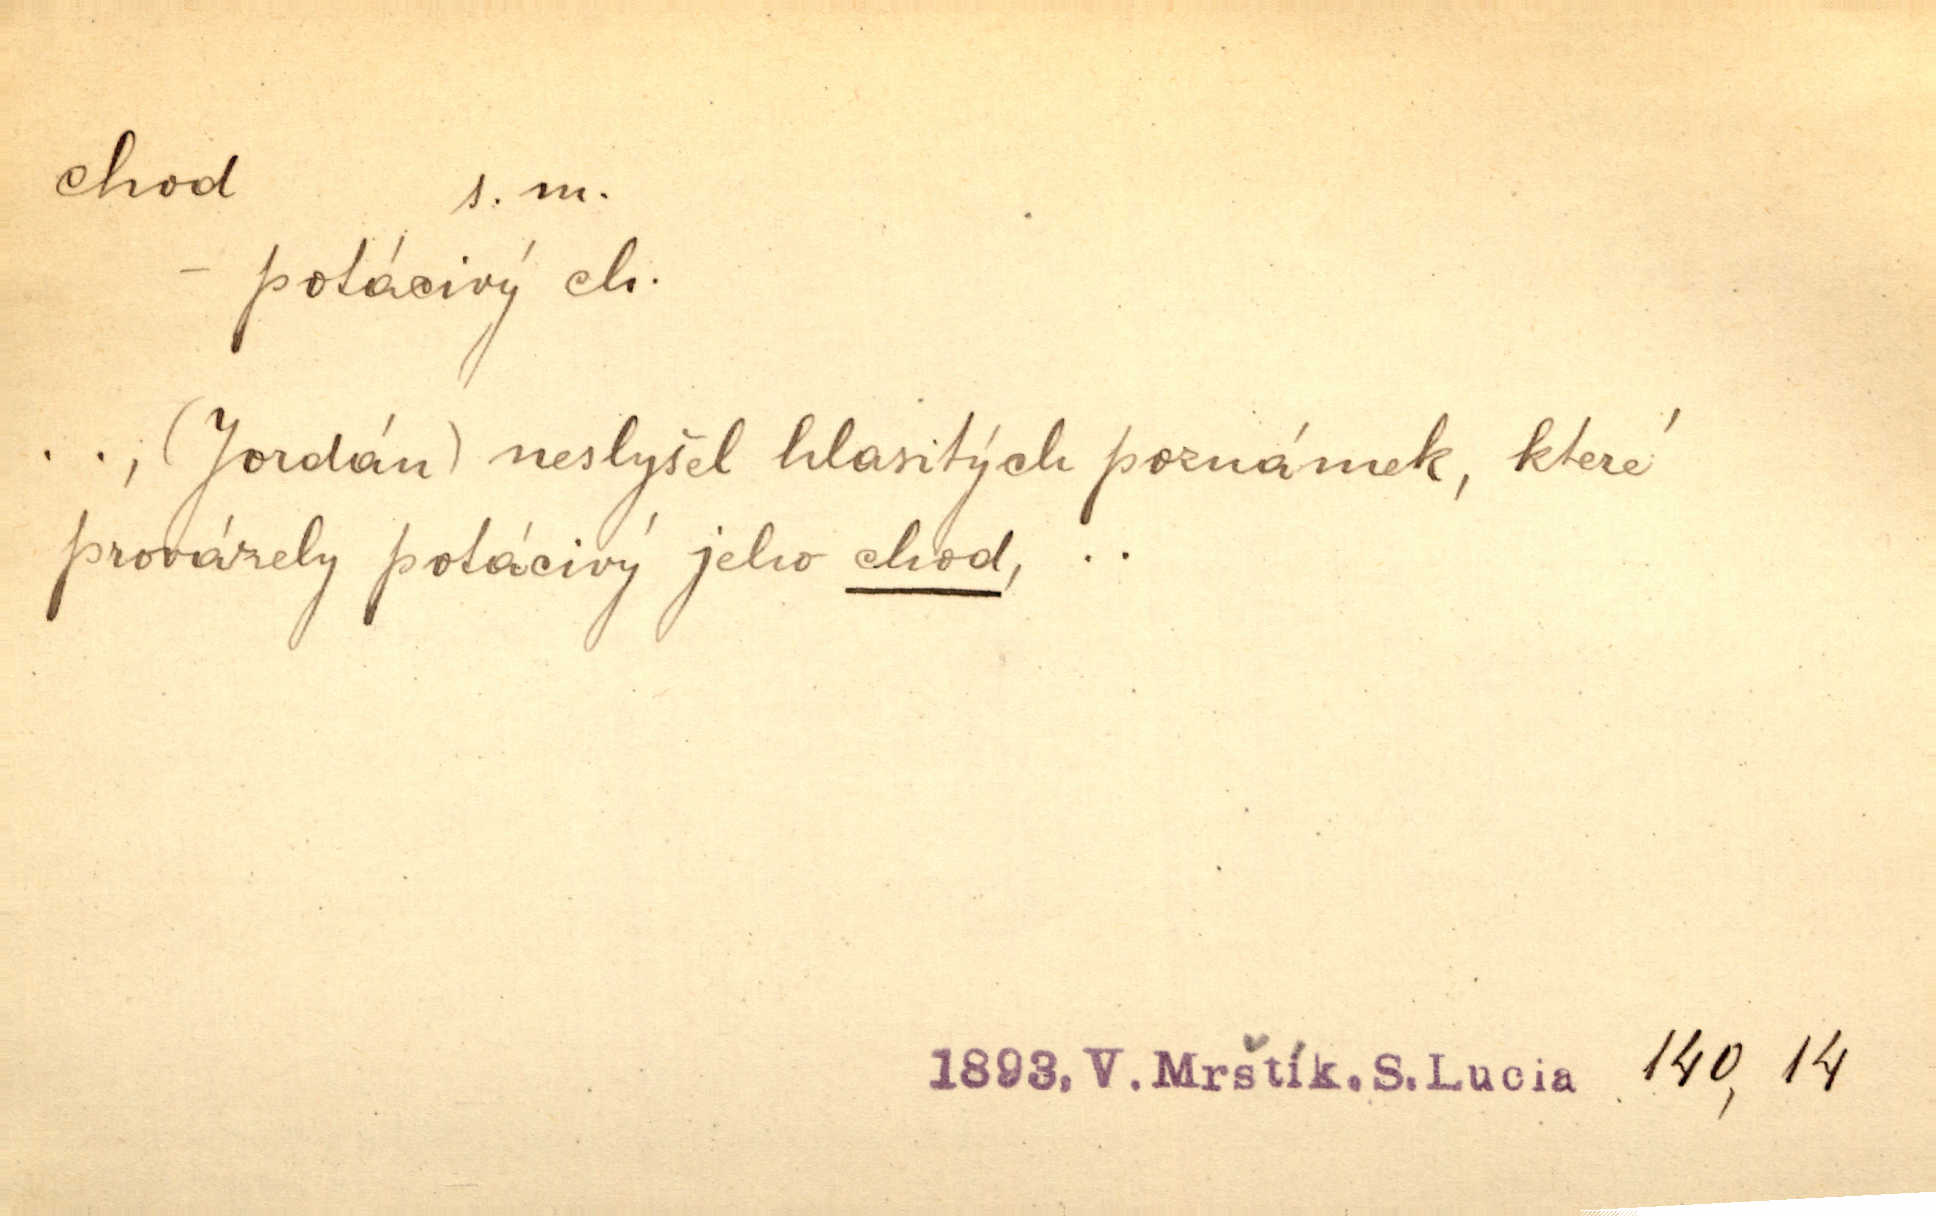 chod s. m.
– potácivý ch.
. ., (Jordán) neslyšel hlasitých poznámek, které
provázely potácivý jeho chod, . .
1893. V. Mrštík. S. Lucia 140, 14